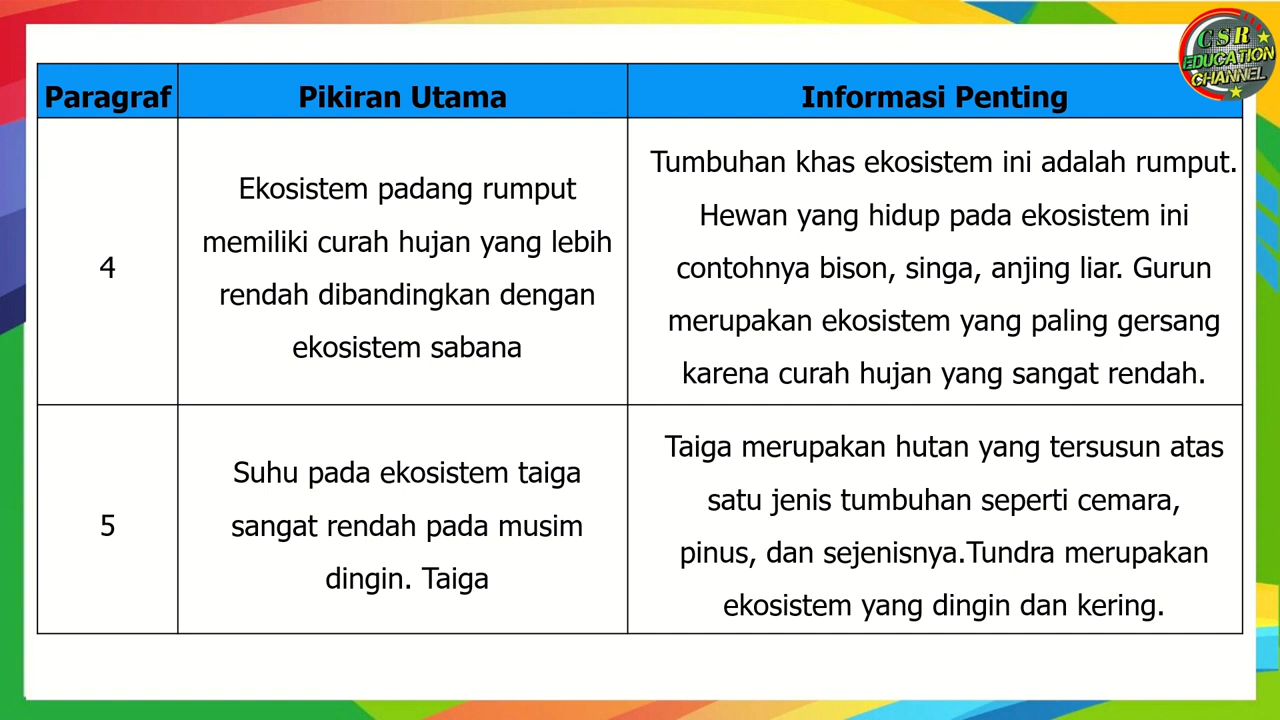 CSR
EDUCATION
CHANNEL
Paragraf
Pikiran Utama
Informasi Penting
4
Ekosistem padang rumput
memiliki curah hujan yang lebih
rendah dibandingkan dengan
ekosistem sabana
Tumbuhan khas ekosistem ini adalah rumput.
Hewan yang hidup pada ekosistem ini
contohnya bison, singa, anjing liar. Gurun
merupakan ekosistem yang paling gersang
karena curah hujan yang sangat rendah.
5
Suhu pada ekosistem taiga
sangat rendah pada musim
dingin. Taiga
Taiga merupakan hutan yang tersusun atas
satu jenis tumbuhan seperti cemara,
pinus, dan sejenisnya.Tundra merupakan
ekosistem yang dingin dan kering.